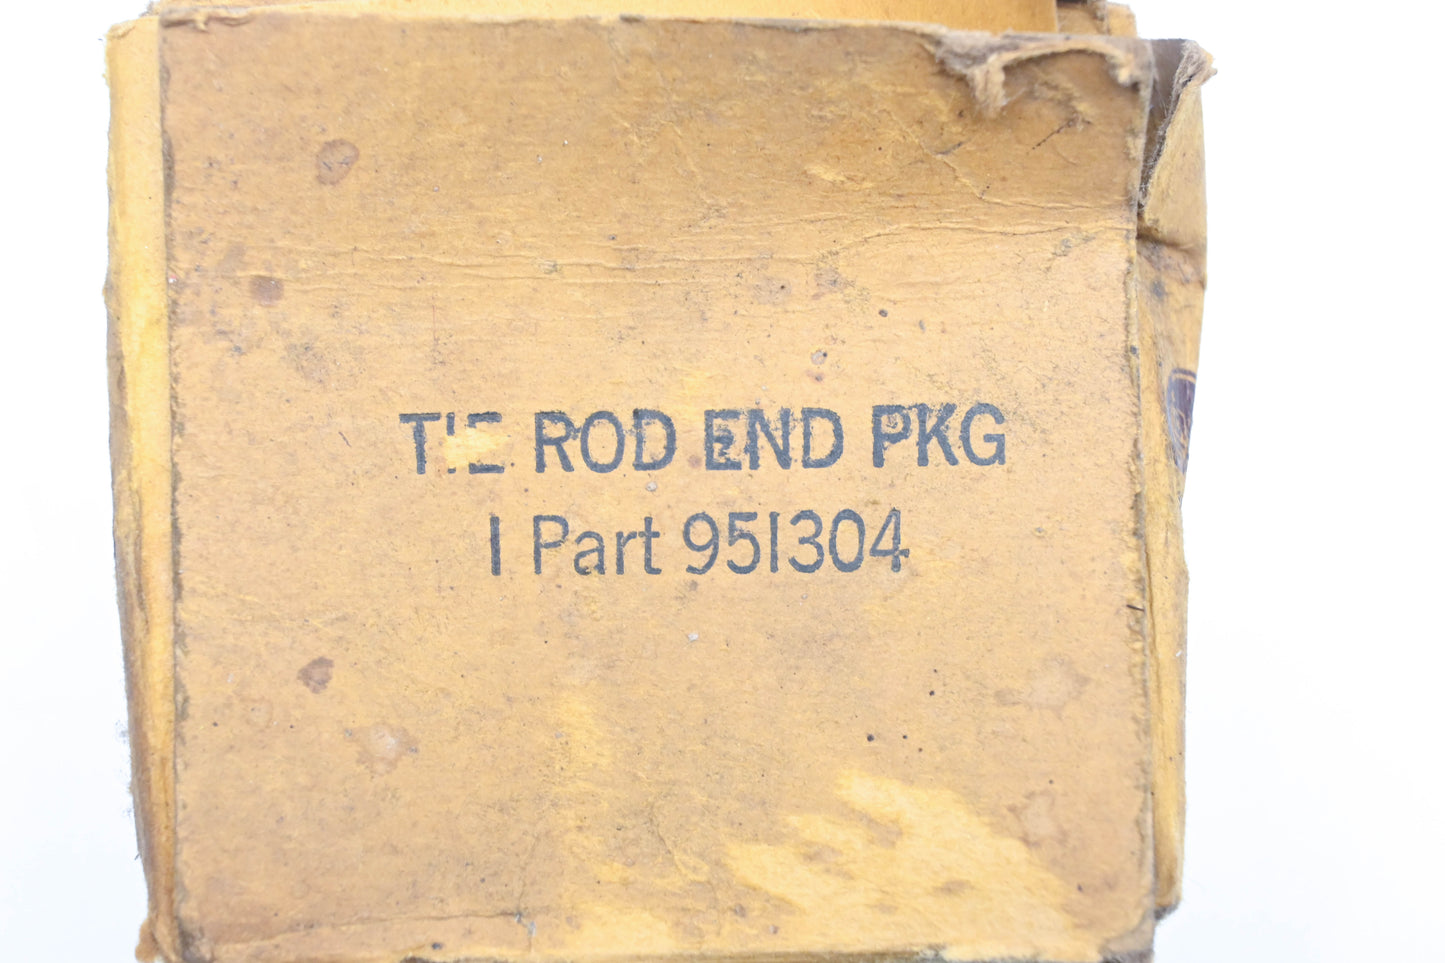 TIE ROD END PKG
1 Part 951304